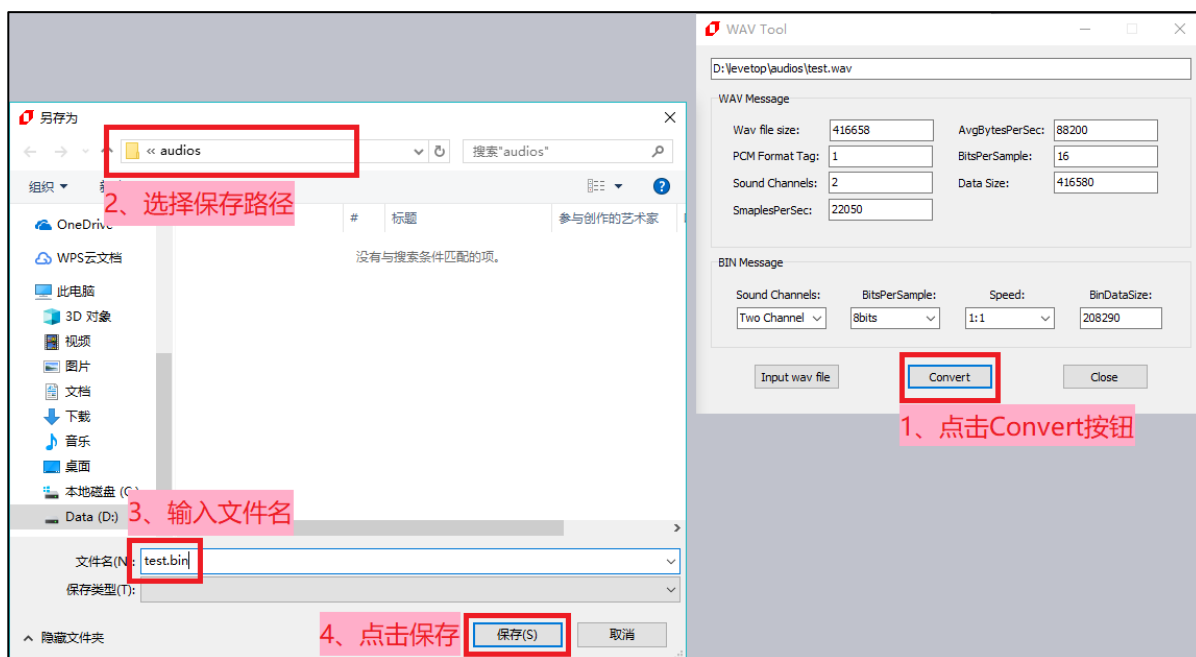 WAV Tool
D:\levetop\audios\test.wav
WAV Message
Wav file size: 416658 AvgBytesPerSec: 88200
PCM Format Tag: 1 BitsPerSample: 16
Sound Channels: 2 Data Size: 416580
SmaplesPerSec: 22050
BIN Message
Sound Channels: BitsPerSample: Speed: BinDataSize:
Two Channel 8bits 1:1 208290
Input wav file Convert Close
1、点击Convert按钮
另存为
« audios 搜索"audios"
组织
2、选择保存路径
# 标题 参与创作的艺术家
OneDrive
没有与搜索条件匹配的项。
WPS云文档
此电脑
3D 对象
视频
图片
文档
下载
音乐
桌面
本地磁盘 (C
Data (D:)
3、输入文件名
文件名(N): test.bin
保存类型(T):
隐藏文件夹
4、点击保存
保存(S) 取消